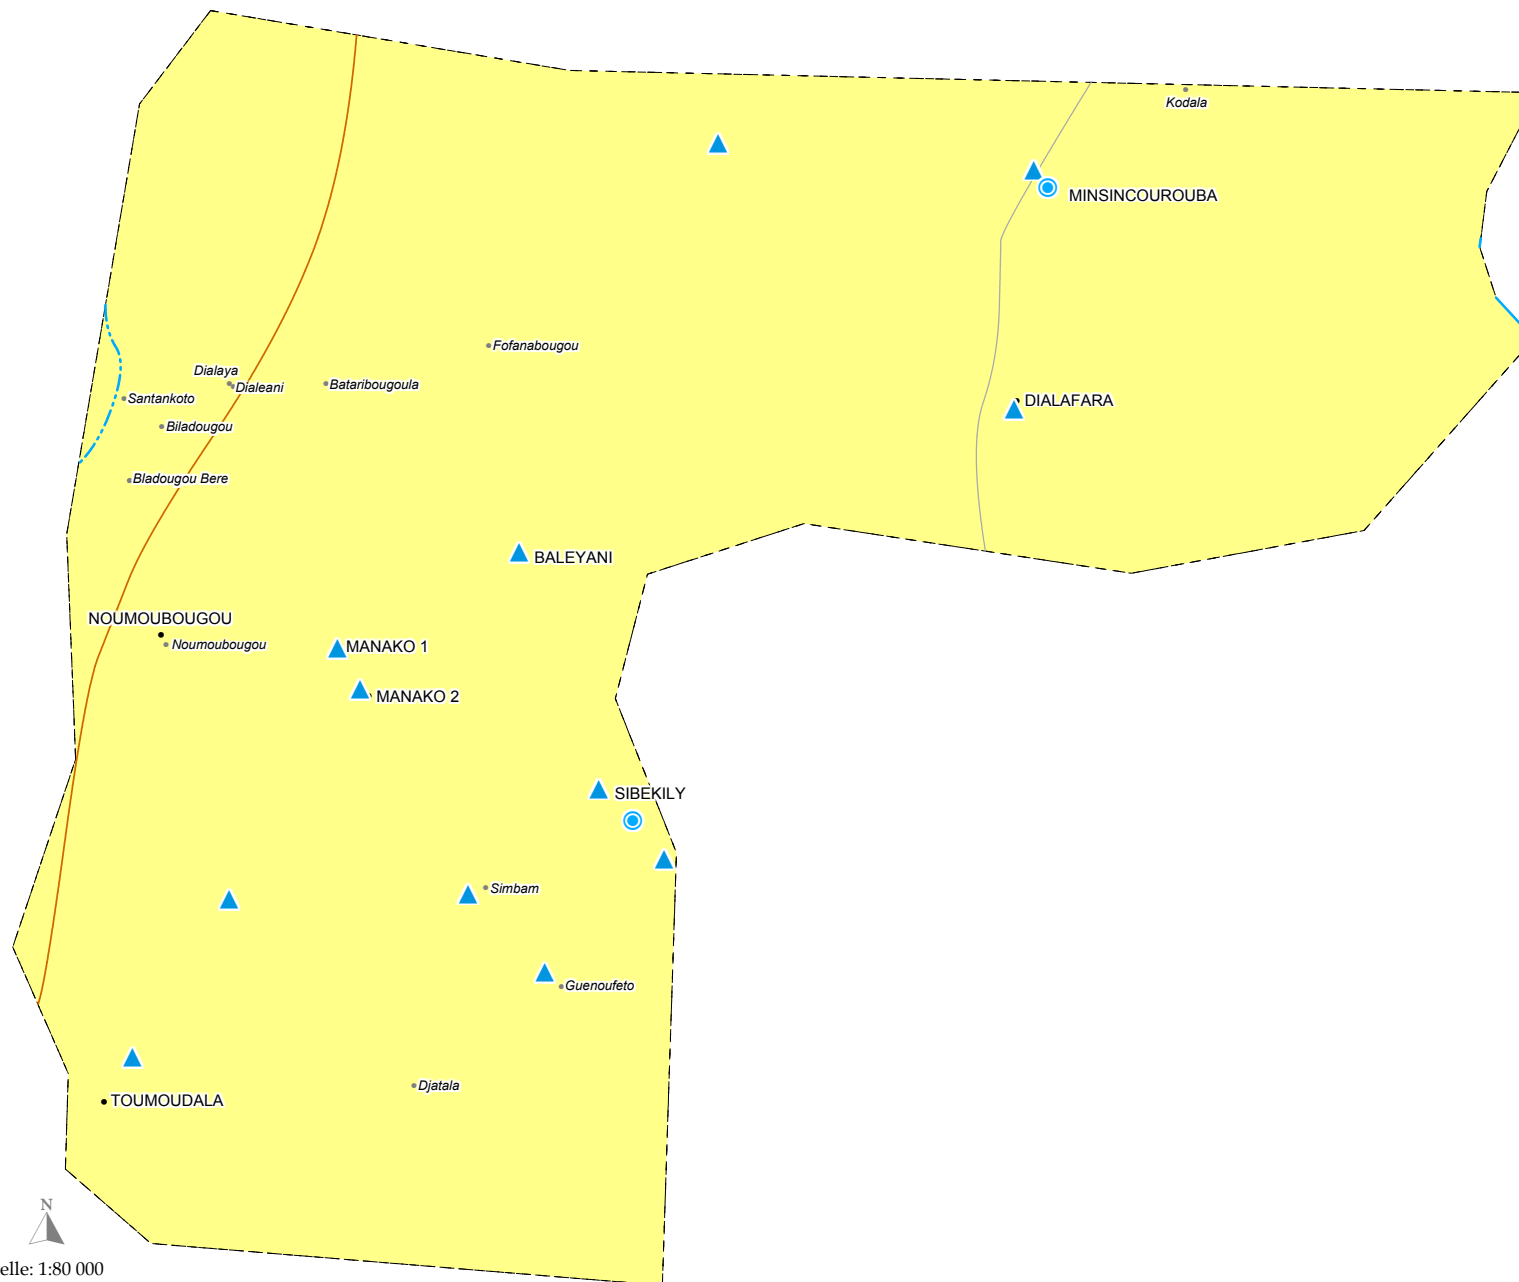 Kodala
MINSINCOUROUBA
Fofanabougou
Dialaya
Dialeani
Bataribougoula
Santankoto
DIALAFARA
Biladougou
Bladougou Bere
BALEYANI
NOUMOUBOUGOU
Noumoubougou
MANAKO 1
MANAKO 2
SIBEKILY
Simbam
Guenoufeto
Djatala
TOUMOUDALA
N
elle: 1:80 000